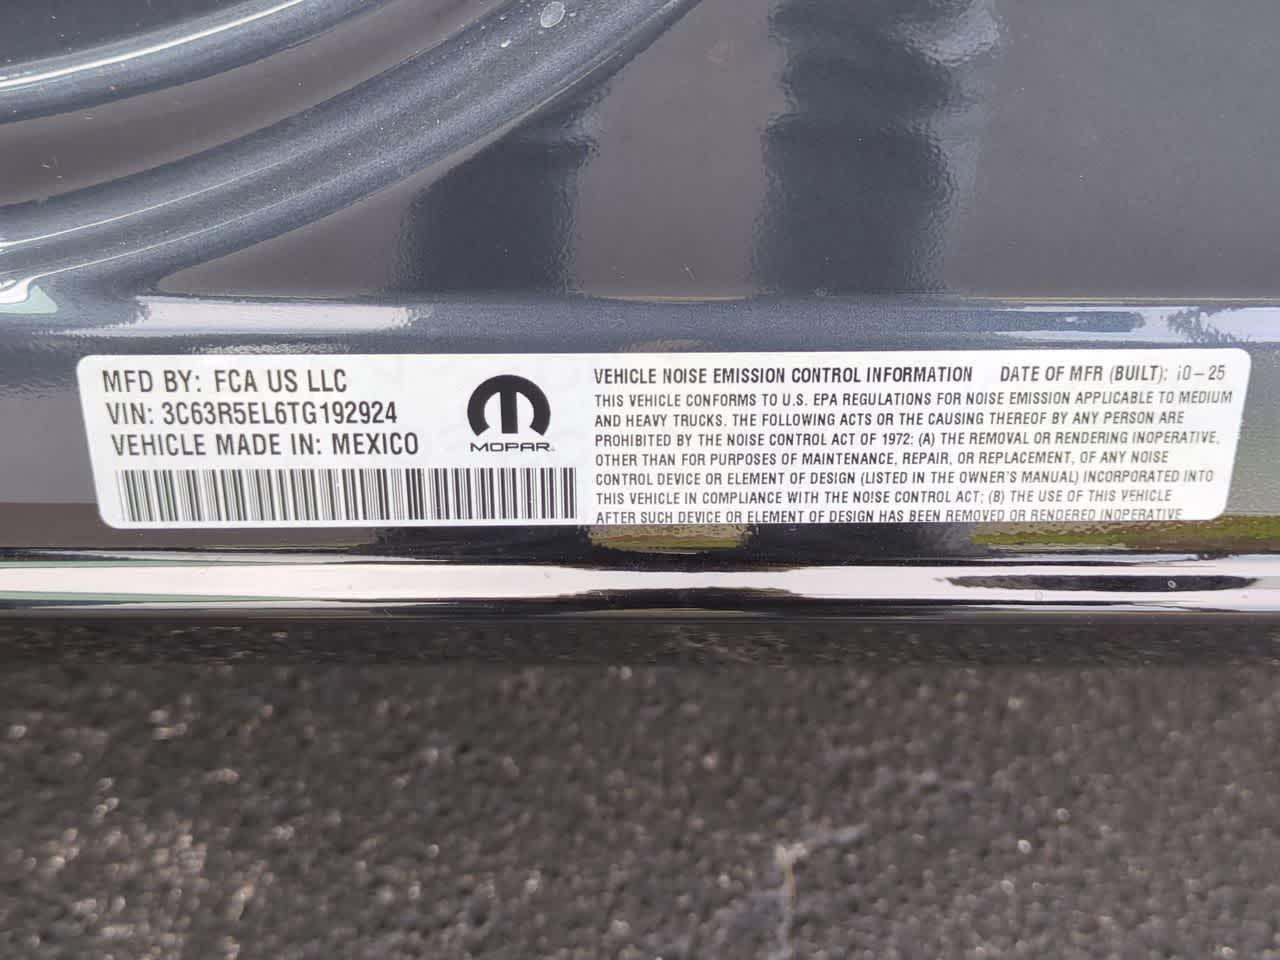 MFD BY: FCA US LLC
VIN: 3C63R5EL6TG192924
VEHICLE MADE IN: MEXICO
MOPAR
VEHICLE NOISE EMISSION CONTROL INFORMATION DATE OF MFR (BUILT): 10-25
THIS VEHICLE CONFORMS TO U.S. EPA REGULATIONS FOR NOISE EMISSION APPLICABLE TO MEDIUM
AND HEAVY TRUCKS. THE FOLLOWING ACTS OR THE CAUSING THEREOF BY ANY PERSON ARE
PROHIBITED BY THE NOISE CONTROL ACT OF 1972: (A) THE REMOVAL OR RENDERING INOPERATIVE,
OTHER THAN FOR PURPOSES OF MAINTENANCE, REPAIR, OR REPLACEMENT, OF ANY NOISE
CONTROL DEVICE OR ELEMENT OF DESIGN (LISTED IN THE OWNER'S MANUAL) INCORPORATED INTO
THIS VEHICLE IN COMPLIANCE WITH THE NOISE CONTROL ACT; (B) THE USE OF THIS VEHICLE
AFTER SUCH DEVICE OR ELEMENT OF DESIGN HAS BEEN REMOVED OR RENDERED INOPERATIVE